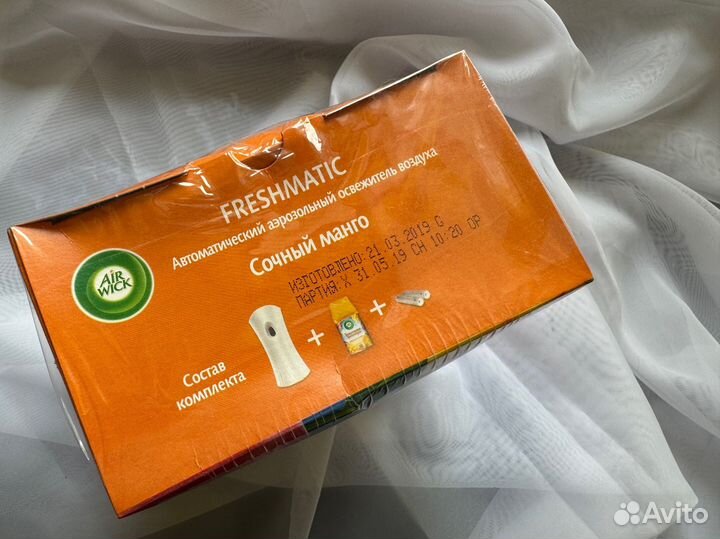 FRESHMATIC
Автоматический аэрозольный освежитель воздуха
Сочный манго
ИЗГОТОВЛЕНО:21.03.2019 G
ПАРТИЯ:X 31.05.19 CH 10:20 OP
AIR
WICK
+
+
Состав
комплекта
Avito